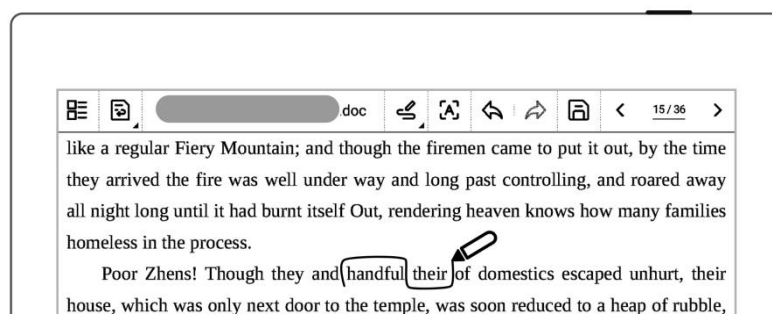 .doc 15/36
like a regular Fiery Mountain; and though the firemen came to put it out, by the time
they arrived the fire was well under way and long past controlling, and roared away
all night long until it had burnt itself Out, rendering heaven knows how many families
homeless in the process.
Poor Zhens! Though they and handful their of domestics escaped unhurt, their
house, which was only next door to the temple, was soon reduced to a heap of rubble,